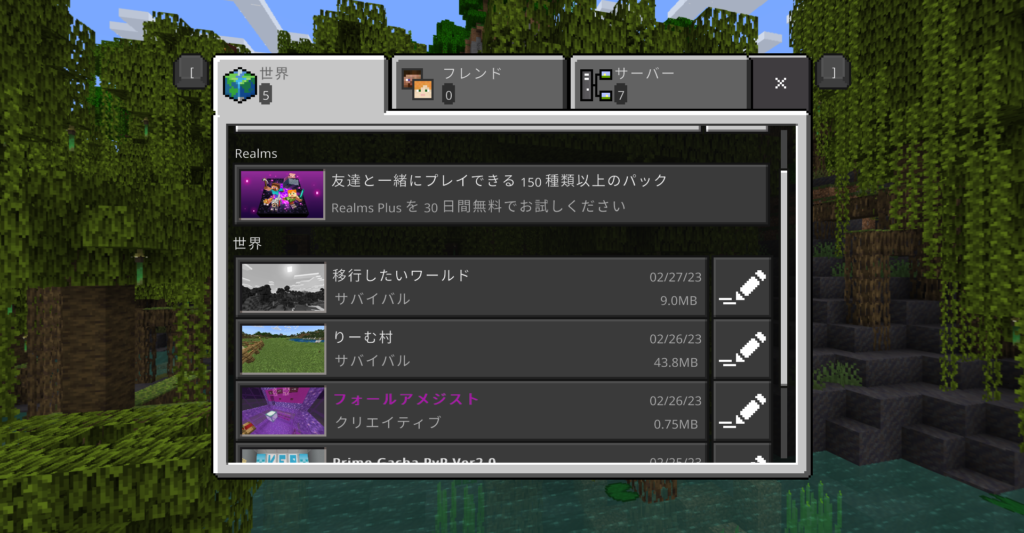 [
世界
5
フレンド
0
サーバー
7
]
Realms
友達と一緒にプレイできる 150 種類以上のパック
Realms Plus を 30 日間無料でお試しください
世界
移行したいワールド 02/27/23
サバイバル 9.0MB
りーむ村 02/26/23
サバイバル 43.8MB
フォールアメジスト 02/26/23
クリエイティブ 0.75MB
Prime Gacha PvP Ver2.0 02/25/23